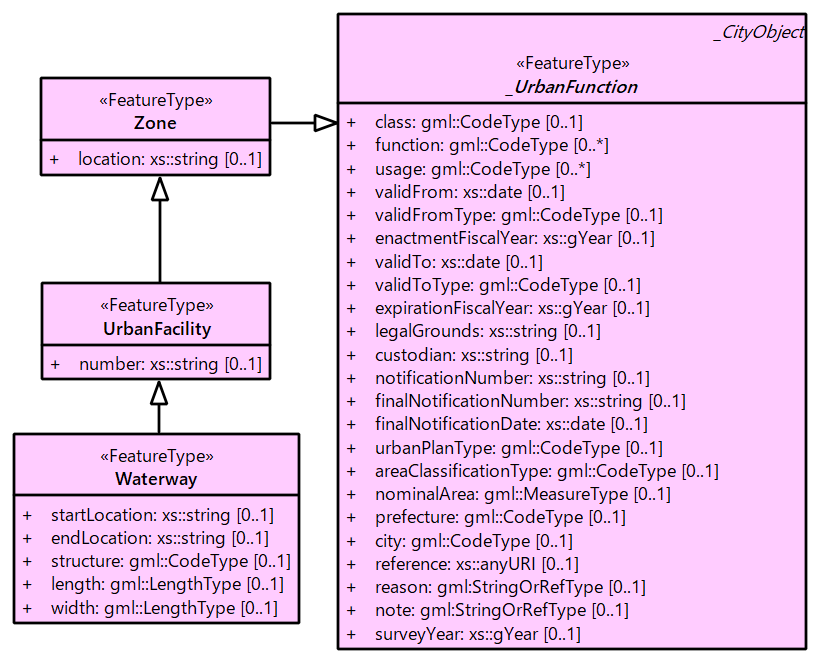 «FeatureType»
Zone
+ location: xs::string [0..1]
«FeatureType»
UrbanFacility
+ number: xs::string [0..1]
«FeatureType»
Waterway
+ startLocation: xs::string [0..1]
+ endLocation: xs::string [0..1]
+ structure: gml::CodeType [0..1]
+ length: gml::LengthType [0..1]
+ width: gml::LengthType [0..1]
_CityObject
«FeatureType»
_UrbanFunction
+ class: gml::CodeType [0..1]
+ function: gml::CodeType [0..*]
+ usage: gml::CodeType [0..*]
+ validFrom: xs::date [0..1]
+ validFromType: gml::CodeType [0..1]
+ enactmentFiscalYear: xs::gYear [0..1]
+ validTo: xs::date [0..1]
+ validToType: gml::CodeType [0..1]
+ expirationFiscalYear: xs::gYear [0..1]
+ legalGrounds: xs::string [0..1]
+ custodian: xs::string [0..1]
+ notificationNumber: xs::string [0..1]
+ finalNotificationNumber: xs::string [0..1]
+ finalNotificationDate: xs::date [0..1]
+ urbanPlanType: gml::CodeType [0..1]
+ areaClassificationType: gml::CodeType [0..1]
+ nominalArea: gml::MeasureType [0..1]
+ prefecture: gml::CodeType [0..1]
+ city: gml::CodeType [0..1]
+ reference: xs::anyURI [0..1]
+ reason: gml:StringOrRefType [0..1]
+ note: gml:StringOrRefType [0..1]
+ surveyYear: xs::gYear [0..1]